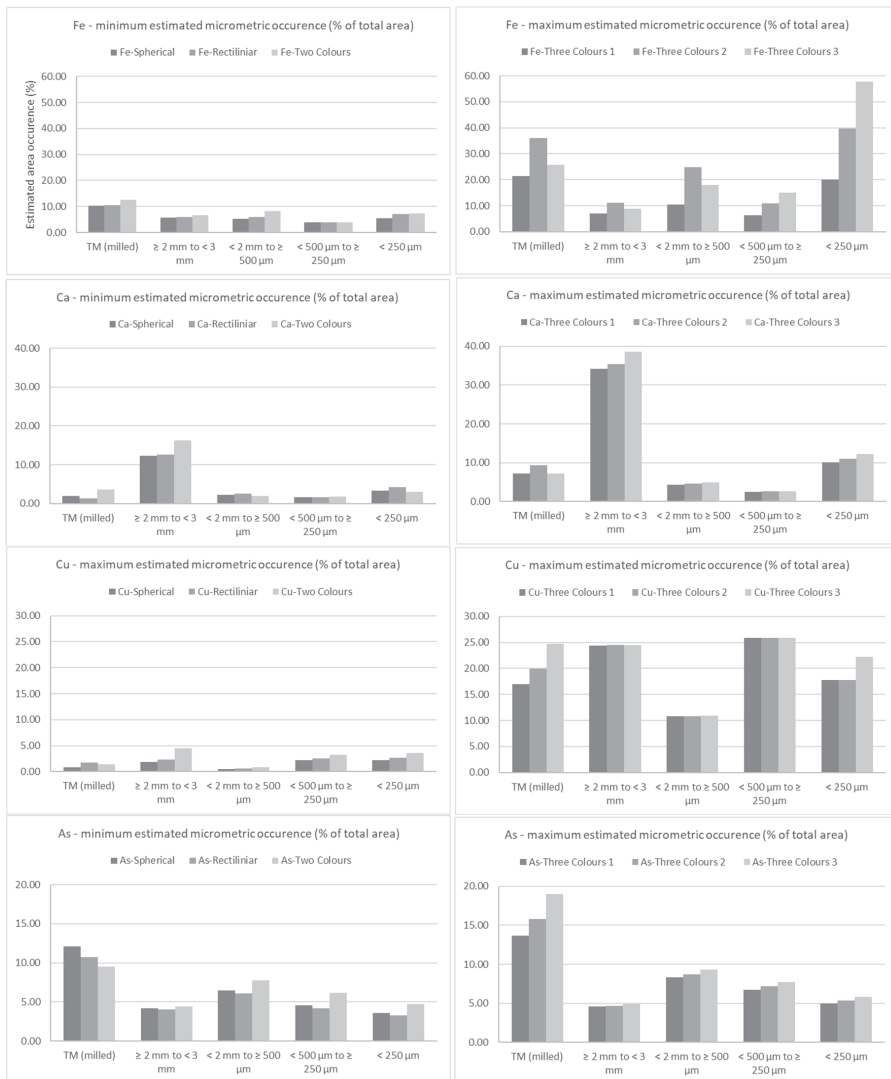 Fe - minimum estimated micrometric occurence (% of total area)
Fe-Spherical Fe-Rectiliniar Fe-Two Colours
Estimated area occurence (%)
60.00
50.00
40.00
30.00
20.00
10.00
0.00
TM (milled) ≥ 2 mm to < 3 < 2 mm to ≥ < 500 µm to ≥ < 250 µm
mm 500 µm 250 µm
Fe - maximum estimated micrometric occurence (% of total area)
Fe-Three Colours 1 Fe-Three Colours 2 Fe-Three Colours 3
60.00
50.00
40.00
30.00
20.00
10.00
0.00
TM (milled) ≥ 2 mm to < 3 < 2 mm to ≥ 500 < 500 µm to ≥ < 250 µm
mm µm 250 µm
Ca - minimum estimated micrometric occurence (% of total area)
Ca-Spherical Ca-Rectiliniar Ca-Two Colours
40.00
30.00
20.00
10.00
0.00
TM (milled) ≥ 2 mm to < 3 < 2 mm to ≥ 500 < 500 µm to ≥ < 250 µm
mm µm 250 µm
Ca - maximum estimated micrometric occurence (% of total area)
Ca-Three Colours 1 Ca-Three Colours 2 Ca-Three Colours 3
40.00
30.00
20.00
10.00
0.00
TM (milled) ≥ 2 mm to < 3 < 2 mm to ≥ 500 < 500 µm to ≥ < 250 µm
mm µm 250 µm
Cu - maximum estimated micrometric occurence (% of total area)
Cu-Spherical Cu-Rectiliniar Cu-Two Colours
30.00
25.00
20.00
15.00
10.00
5.00
0.00
TM (milled) ≥ 2 mm to < 3 < 2 mm to ≥ 500 < 500 µm to ≥ < 250 µm
mm µm 250 µm
Cu - maximum estimated micrometric occurence (% of total area)
Cu-Three Colours 1 Cu-Three Colours 2 Cu-Three Colours 3
30.00
25.00
20.00
15.00
10.00
5.00
0.00
TM (milled) ≥ 2 mm to < 3 < 2 mm to ≥ 500 < 500 µm to ≥ < 250 µm
mm µm 250 µm
As - minimum estimated micrometric occurence (% of total area)
As-Spherical As-Rectiliniar As-Two Colours
20.00
15.00
10.00
5.00
0.00
TM (milled) ≥ 2 mm to < 3 < 2 mm to ≥ 500 < 500 µm to ≥ < 250 µm
mm µm 250 µm
As - maximum estimated micrometric occurence (% of total area)
As-Three Colours 1 As-Three Colours 2 As-Three Colours 3
20.00
15.00
10.00
5.00
0.00
TM (milled) ≥ 2 mm to < 3 < 2 mm to ≥ 500 < 500 µm to ≥ < 250 µm
mm µm 250 µm